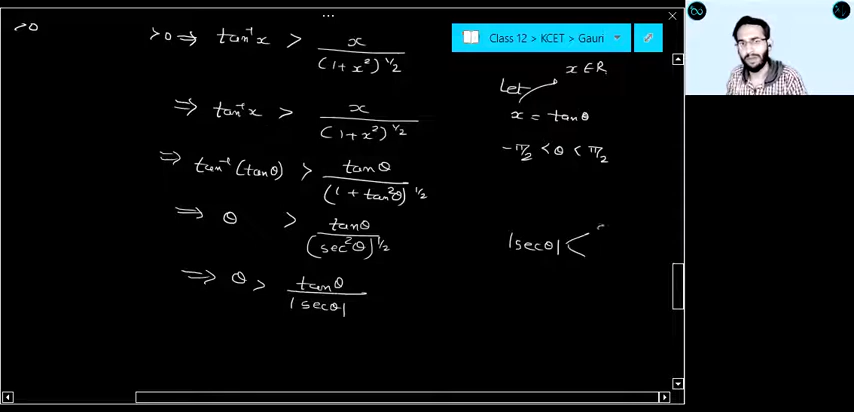 >0
>0 ⇒ tan⁻¹x > x/(1+x²)^1/2
Class 12 > KCET > Gauri
x ∈ R
Let
⇒ tan⁻¹x > x/(1+x²)^1/2
x = tanθ
⇒ tan⁻¹(tanθ) > tanθ/(1+tan²θ)^1/2
-π/2 < θ < π/2
⇒ θ > tanθ/(sec²θ)^1/2
|secθ| <
⇒ θ > tanθ/|secθ|